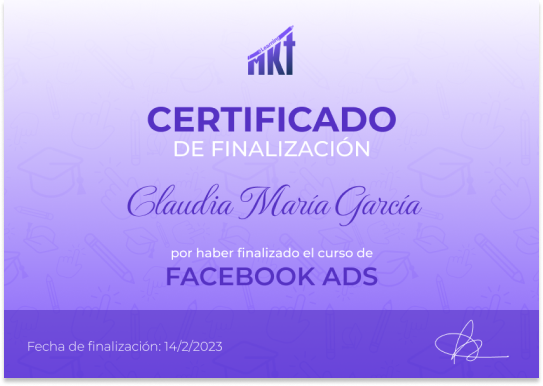 eLearning
MKt
CERTIFICADO
DE FINALIZACIÓN
Claudia María García
por haber finalizado el curso de
FACEBOOK ADS
Fecha de finalización: 14/2/2023